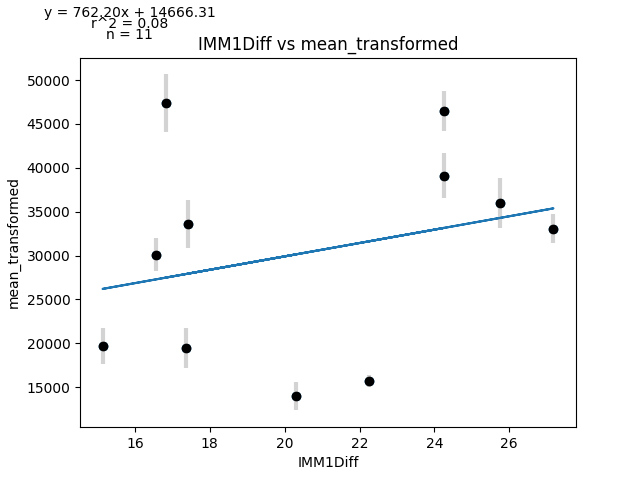 y = 762.20x + 14666.31
r^2 = 0.08
n = 11
IMM1Diff vs mean_transformed
50000
45000
40000
35000
30000
25000
20000
15000
mean_transformed
16 18 20 22 24 26
IMM1Diff